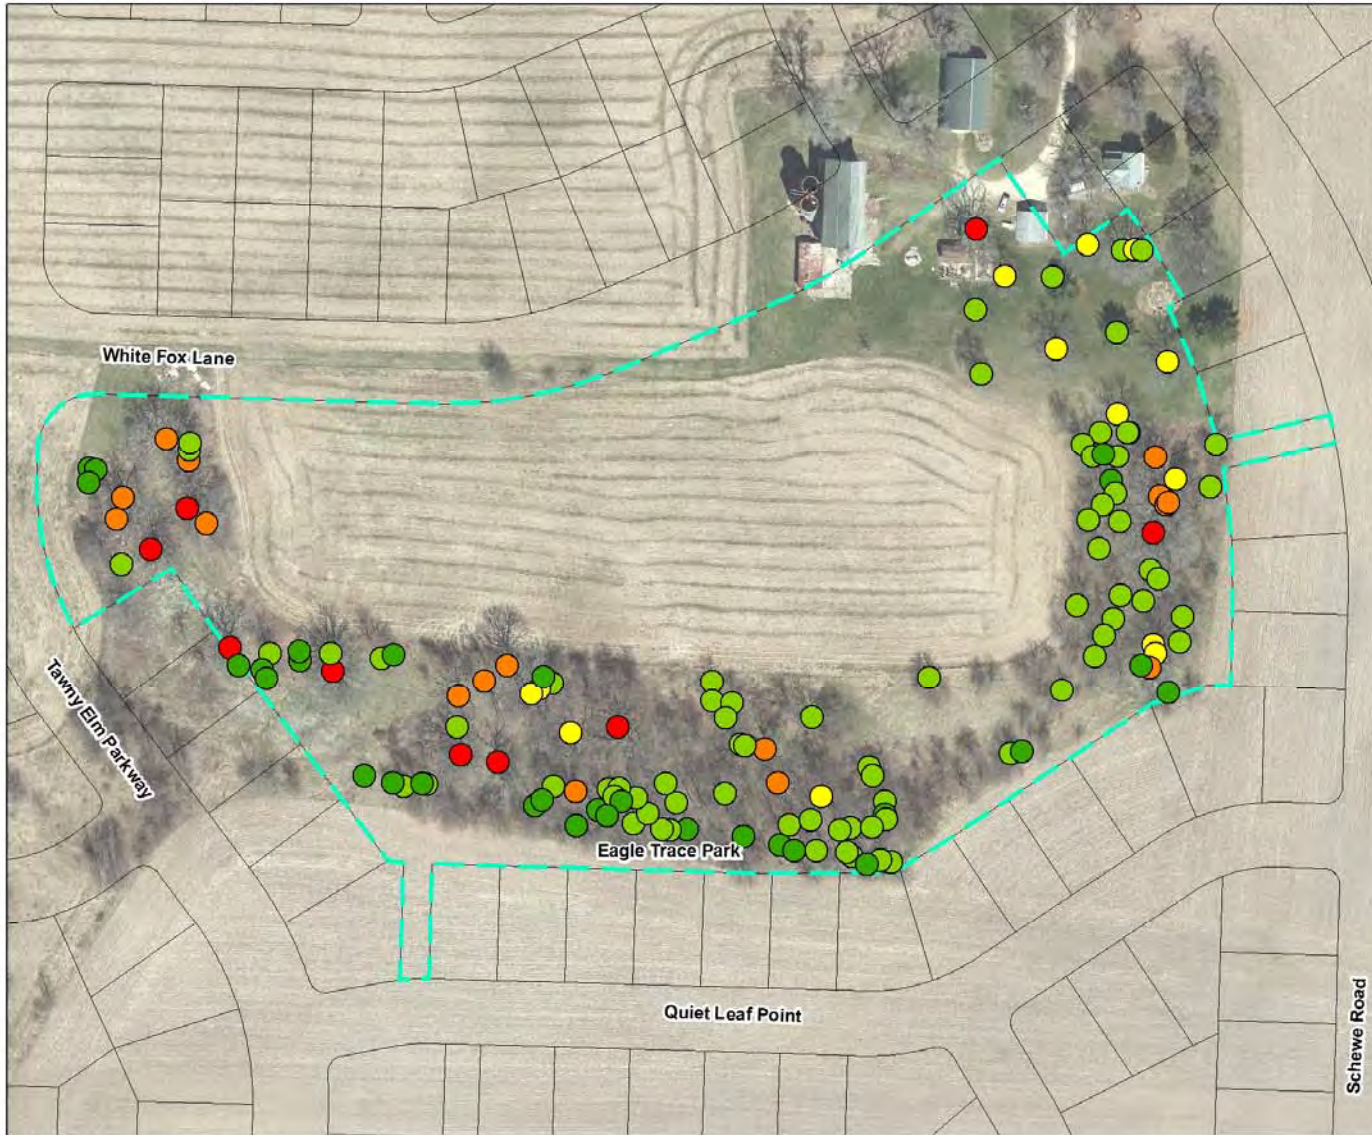 White Fox Lane
Tawny Elm Parkway
Eagle Trace Park
Quiet Leaf Point
Schewe Road